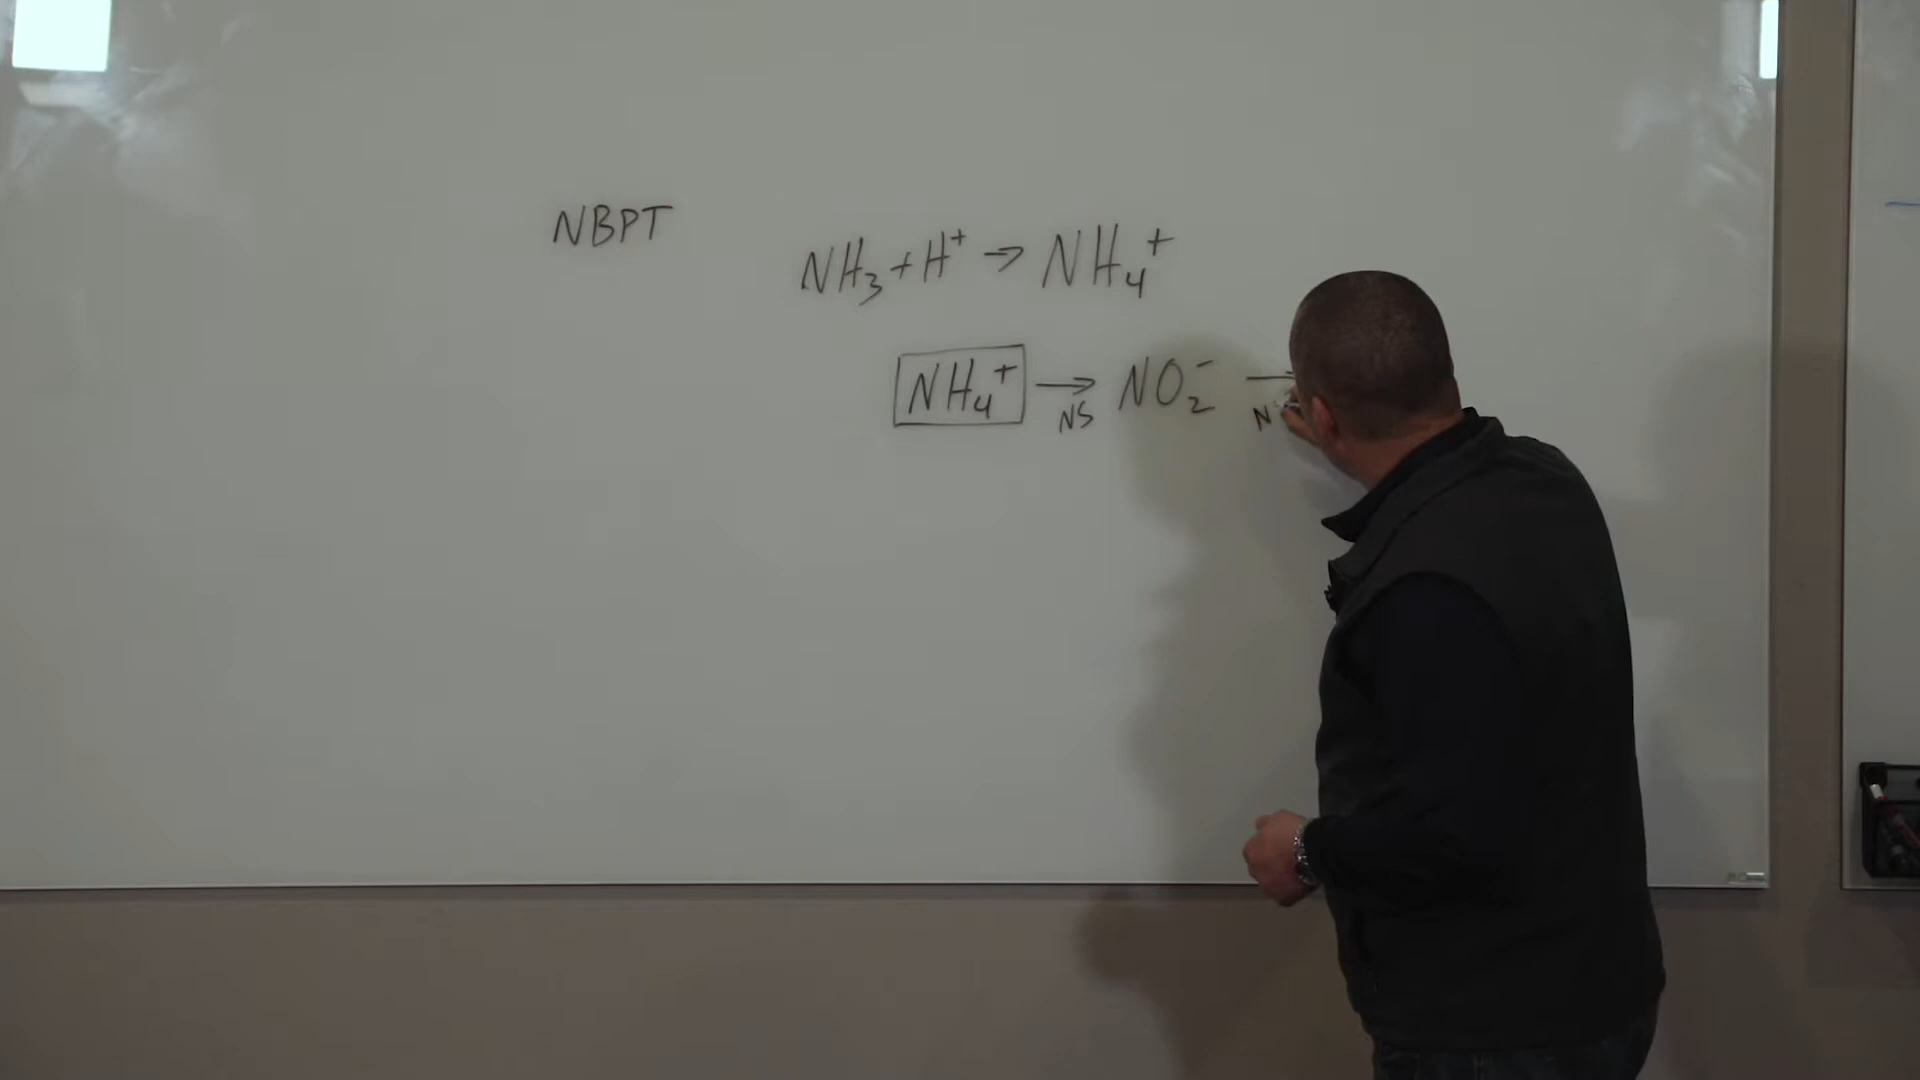 NBPT
NH₃ + H⁺ → NH₄⁺
NH₄⁺ → NO₂⁻ →
NS N